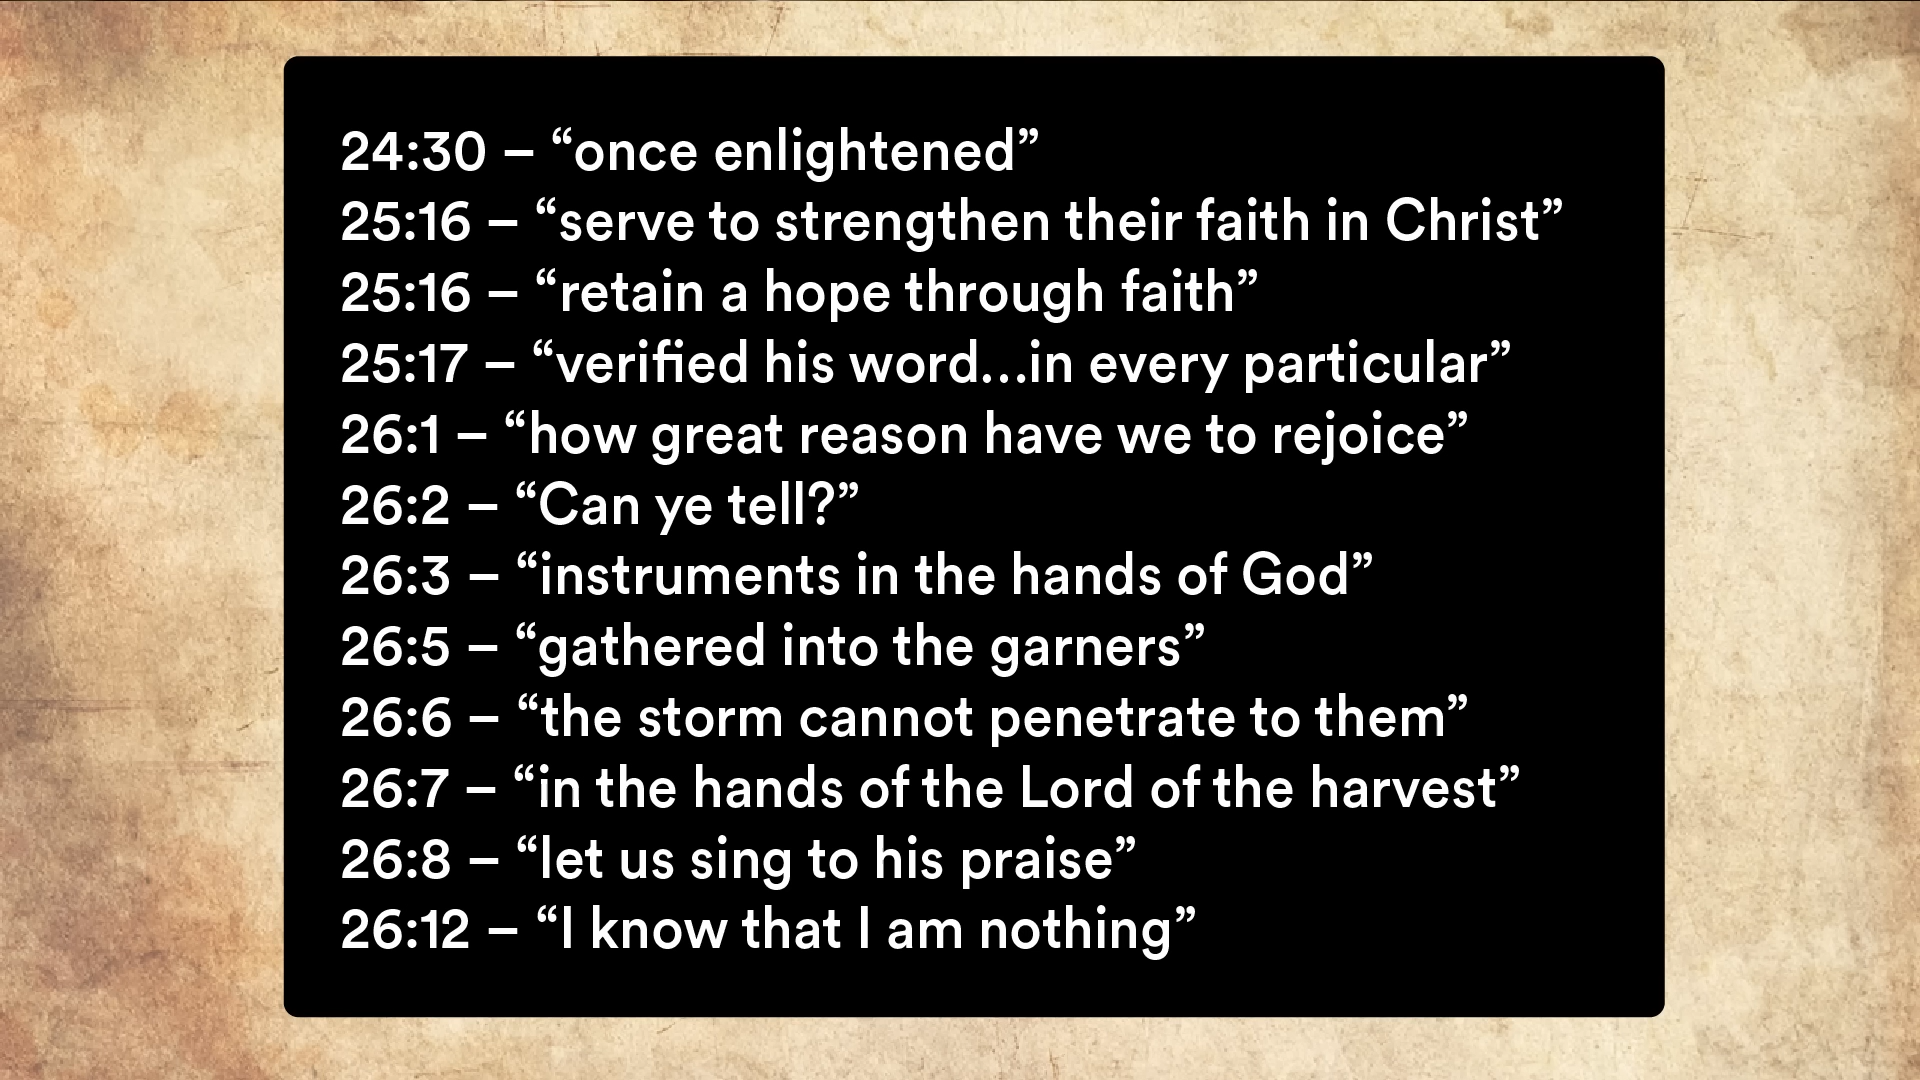 24:30 – “once enlightened”
25:16 – “serve to strengthen their faith in Christ”
25:16 – “retain a hope through faith”
25:17 – “verified his word…in every particular”
26:1 – “how great reason have we to rejoice”
26:2 – “Can ye tell?”
26:3 – “instruments in the hands of God”
26:5 – “gathered into the garners”
26:6 – “the storm cannot penetrate to them”
26:7 – “in the hands of the Lord of the harvest”
26:8 – “let us sing to his praise”
26:12 – “I know that I am nothing”